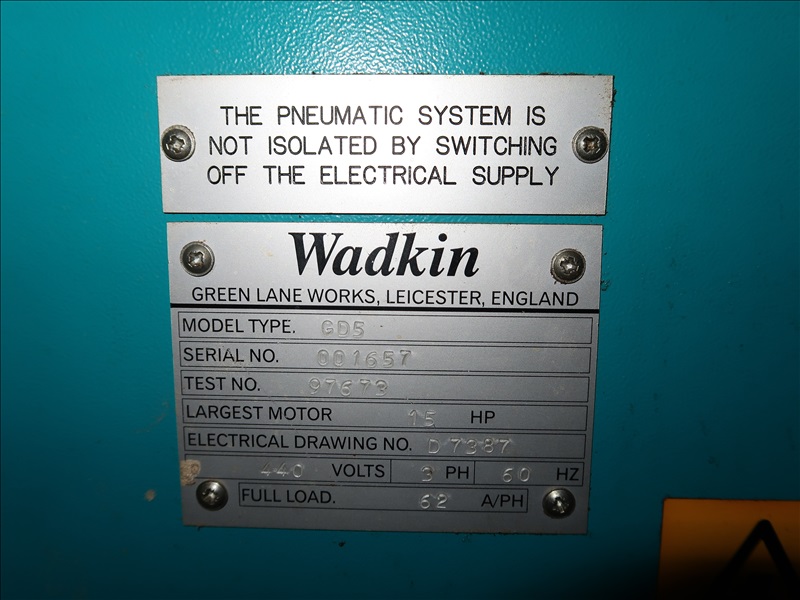 THE PNEUMATIC SYSTEM IS
NOT ISOLATED BY SWITCHING
OFF THE ELECTRICAL SUPPLY
Wadkin
GREEN LANE WORKS, LEICESTER, ENGLAND
MODEL TYPE. GD5
SERIAL NO. 001657
TEST NO. 97673
LARGEST MOTOR 15 HP
ELECTRICAL DRAWING NO. D7387
440 VOLTS 3 PH 60 HZ
FULL LOAD. 62 A/PH